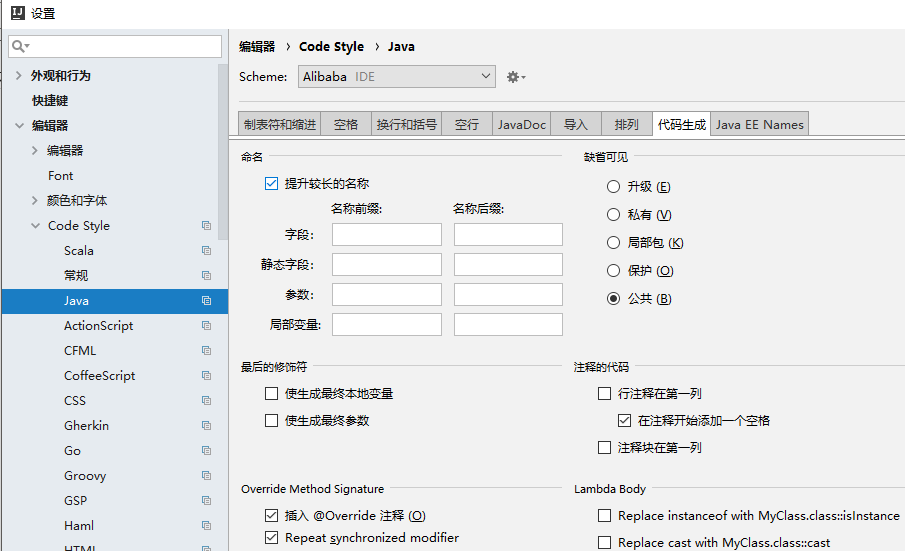 设置
外观和行为
快捷键
编辑器
编辑器
Font
颜色和字体
Code Style
Scala
常规
Java
ActionScript
CFML
CoffeeScript
CSS
Gherkin
Go
Groovy
GSP
Haml
HTML
编辑器 › Code Style › Java
Scheme: Alibaba IDE
制表符和缩进 空格 换行和括号 空行 JavaDoc 导入 排列 代码生成 Java EE Names
命名
提升较长的名称
名称前缀: 名称后缀:
字段:
静态字段:
参数:
局部变量:
缺省可见
升级 (E)
私有 (V)
局部包 (K)
保护 (O)
公共 (B)
最后的修饰符
使生成最终本地变量
使生成最终参数
注释的代码
行注释在第一列
在注释开始添加一个空格
注释块在第一列
Override Method Signature
插入 @Override 注释 (O)
Repeat synchronized modifier
Lambda Body
Replace instanceof with MyClass.class::isInstance
Replace cast with MyClass.class::cast